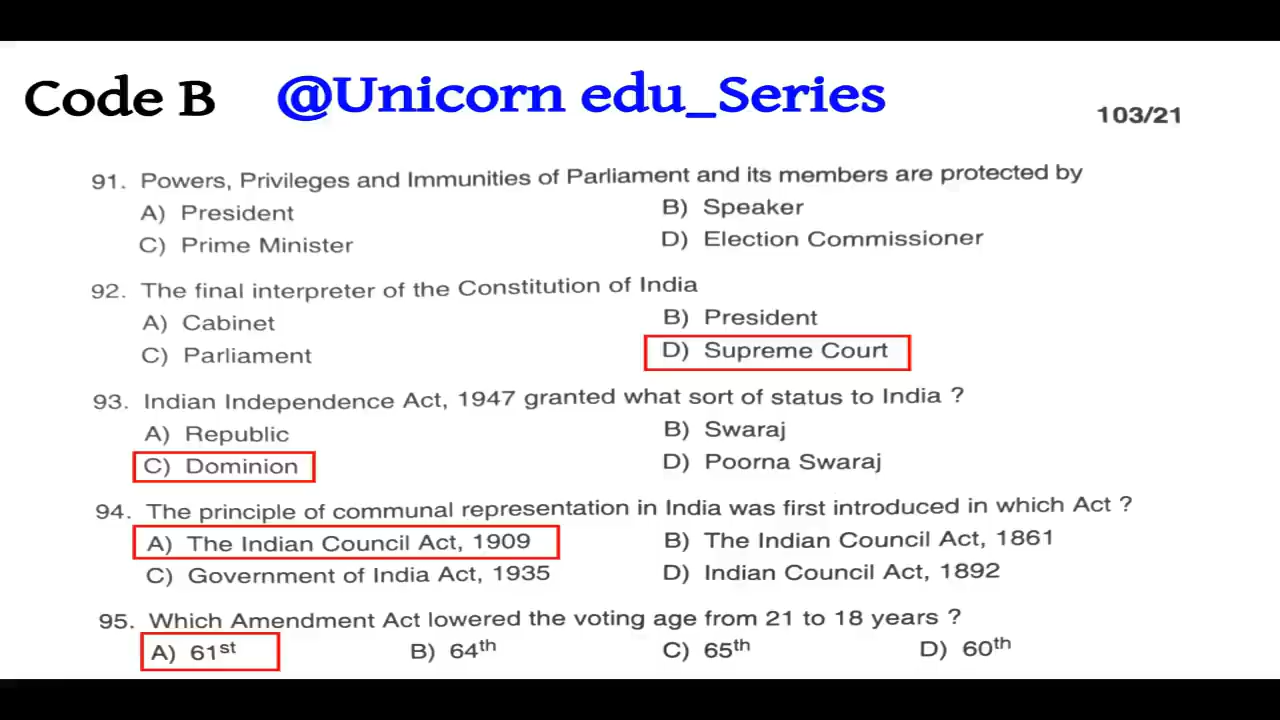 Code B @Unicorn edu_Series
103/21
91. Powers, Privileges and Immunities of Parliament and its members are protected by
A) President B) Speaker
C) Prime Minister D) Election Commissioner
92. The final interpreter of the Constitution of India
A) Cabinet B) President
C) Parliament D) Supreme Court
93. Indian Independence Act, 1947 granted what sort of status to India ?
A) Republic B) Swaraj
C) Dominion D) Poorna Swaraj
94. The principle of communal representation in India was first introduced in which Act ?
A) The Indian Council Act, 1909 B) The Indian Council Act, 1861
C) Government of India Act, 1935 D) Indian Council Act, 1892
95. Which Amendment Act lowered the voting age from 21 to 18 years ?
A) 61st B) 64th C) 65th D) 60th